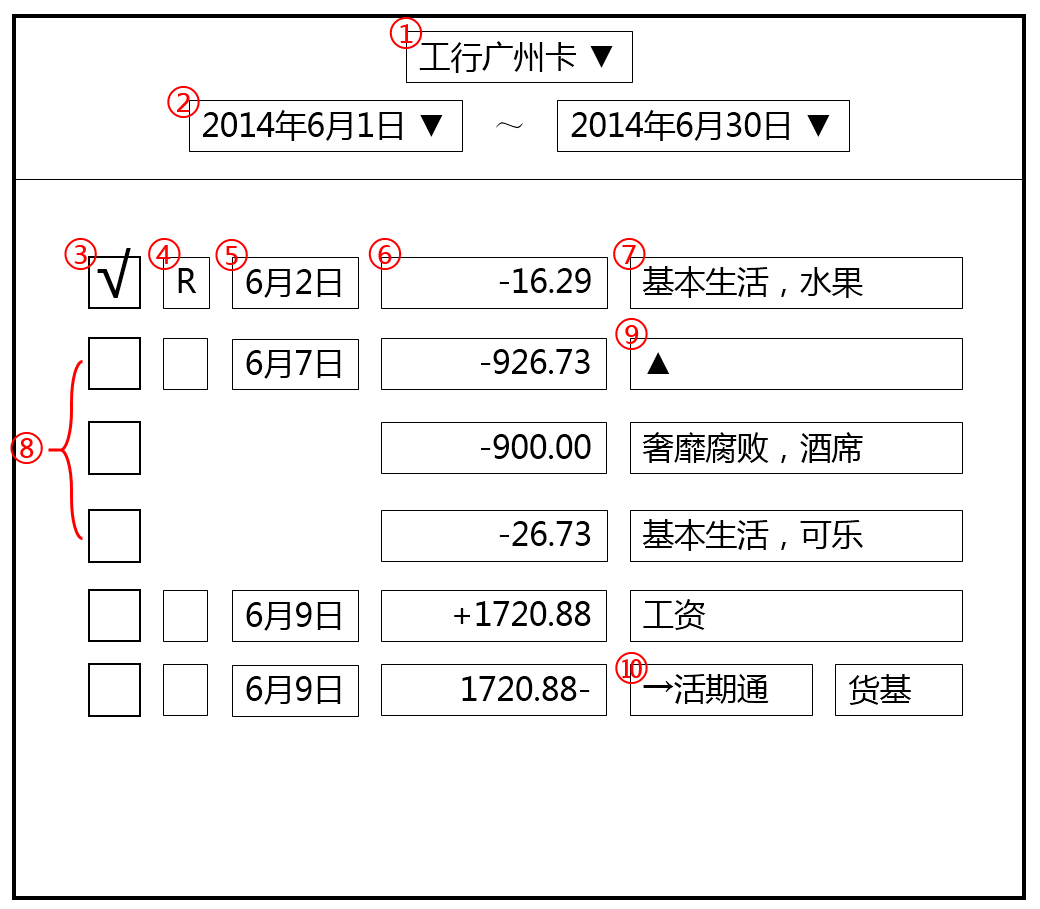 ① 工行广州卡 ▼
② 2014年6月1日 ▼ ～ 2014年6月30日 ▼
③ √ ④ R ⑤ 6月2日 ⑥ -16.29 ⑦ 基本生活，水果
6月7日 -926.73 ⑨ ▲
⑧ -900.00 奢靡腐败，酒席
-26.73 基本生活，可乐
6月9日 +1720.88 工资
6月9日 1720.88- ⑩ →活期通 货基